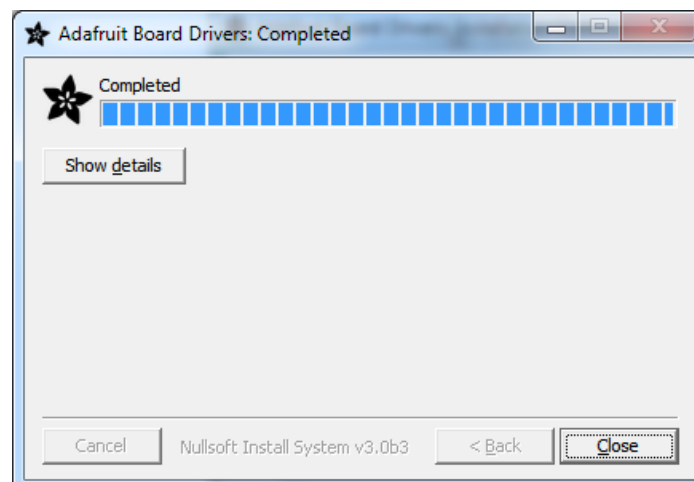 Adafruit Board Drivers: Completed
Completed
Show details
Cancel
Nullsoft Install System v3.0b3
< Back
Close